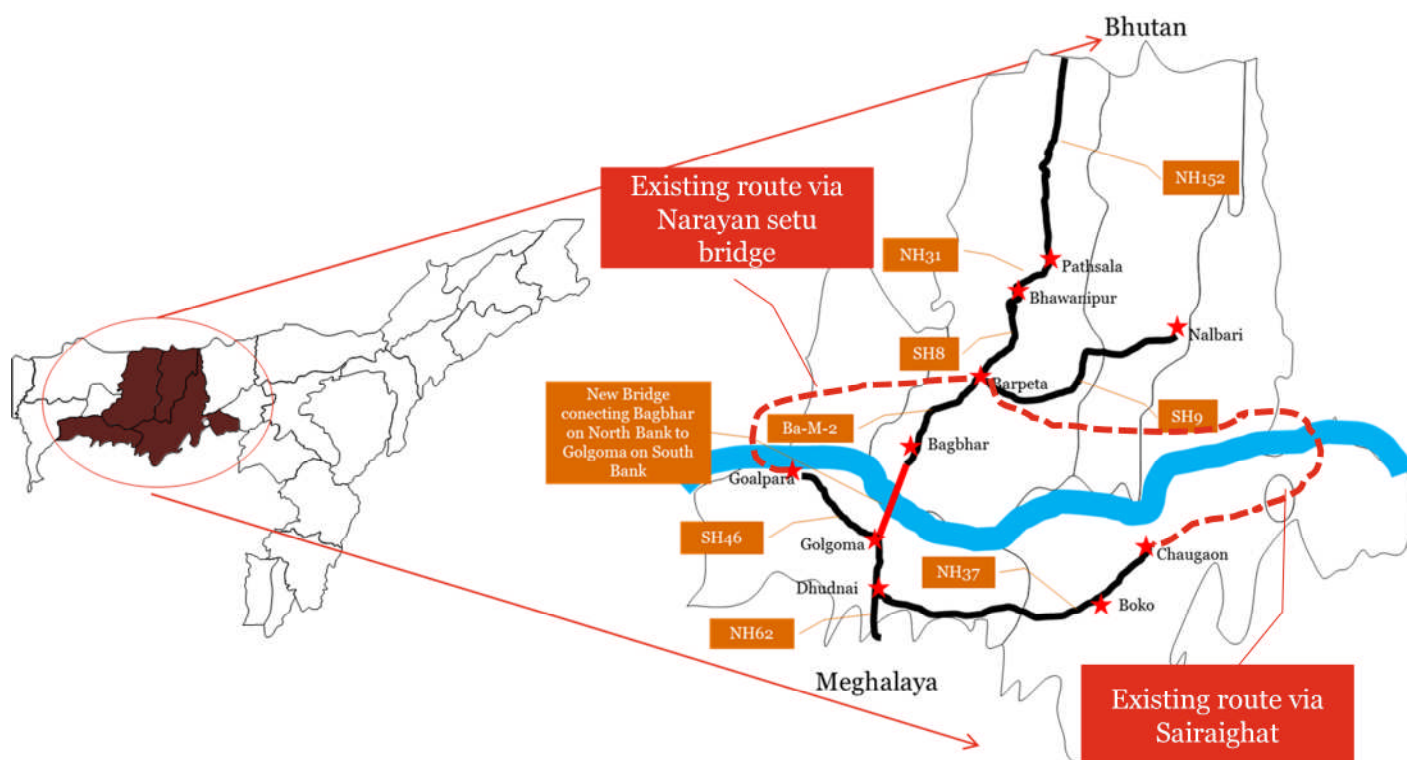 Bhutan
Existing route via
Narayan setu
bridge
NH152
NH31
Pathsala
Bhawanipur
Nalbari
SH8
Barpeta
New Bridge
conecting Bagbhar
on North Bank to
Golgoma on South
Bank
Ba-M-2
SH9
Bagbhar
Goalpara
SH46
Golgoma
Chaugaon
NH37
Dhudnai
Boko
NH62
Meghalaya
Existing route via
Sairaighat